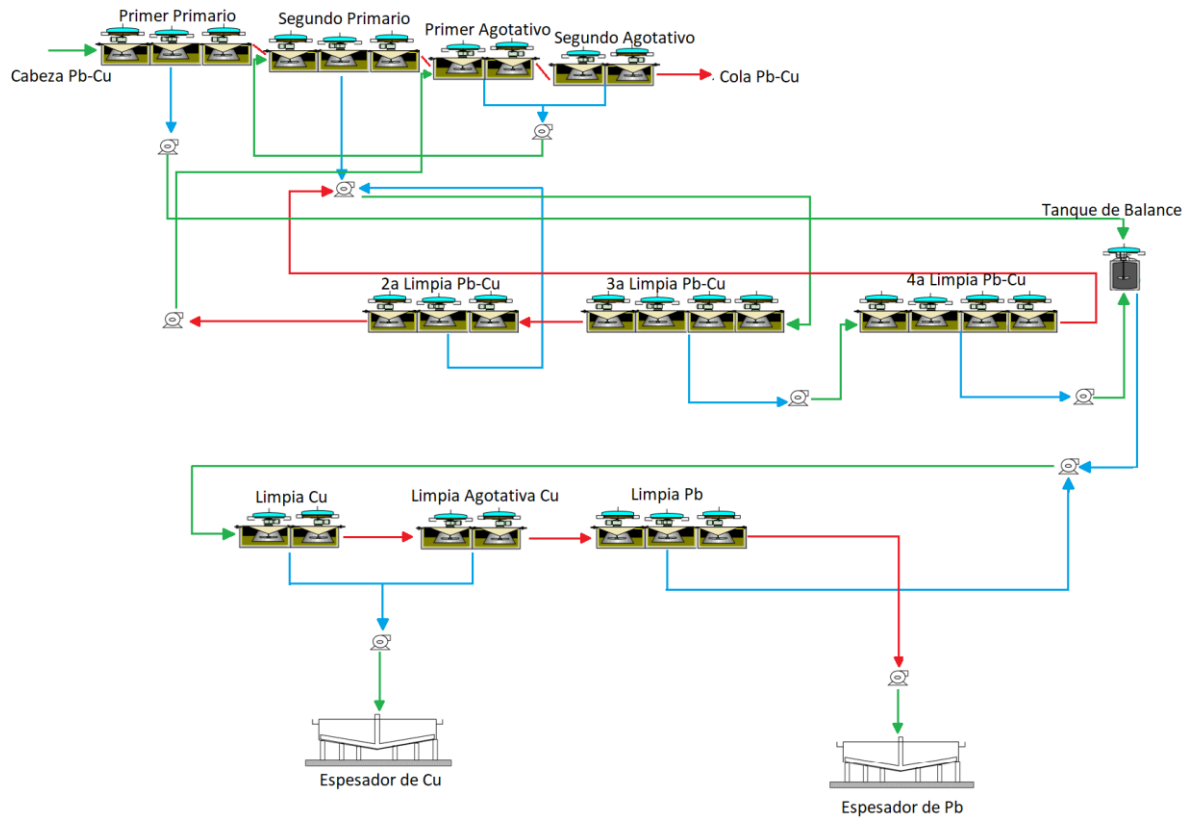 Primer Primario
Segundo Primario
Primer Agotativo
Segundo Agotativo
Cabeza Pb-Cu
Cola Pb-Cu
Tanque de Balance
2a Limpia Pb-Cu
3a Limpia Pb-Cu
4a Limpia Pb-Cu
Limpia Cu
Limpia Agotativa Cu
Limpia Pb
Espesador de Cu
Espesador de Pb